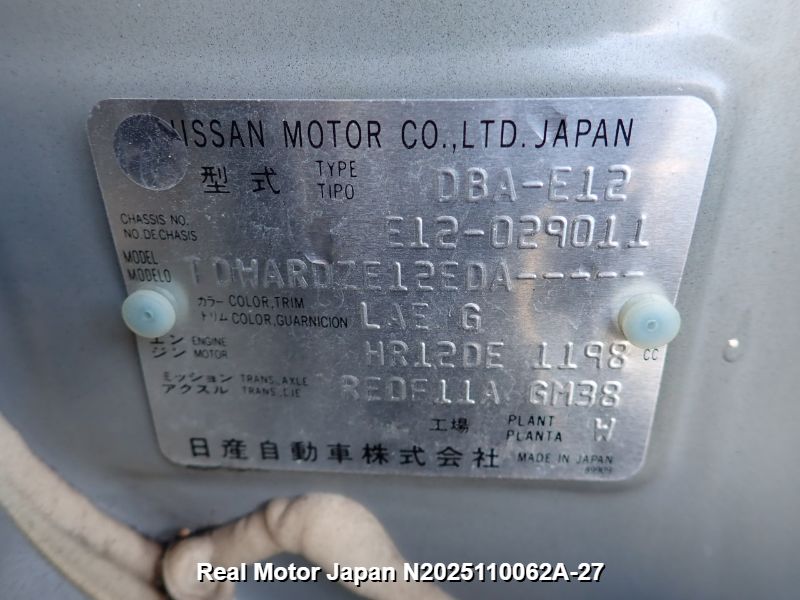 NISSAN MOTOR CO.,LTD. JAPAN
型式 TYPE TIPO DBA-E12
CHASSIS NO. NO.DE.CHASIS E12-029011
MODEL MODELO TDWARDZE12EDA-----
カラー COLOR,TRIM トリム COLOR,GUARNICION LAE G
エンジン ENGINE MOTOR HR12DE 1198 CC
ミッション TRANS.,AXLE アクスル TRANS.,EJE REDF11A GM38
工場 PLANT PLANTA W
日産自動車株式会社 MADE IN JAPAN
Real Motor Japan N2025110062A-27